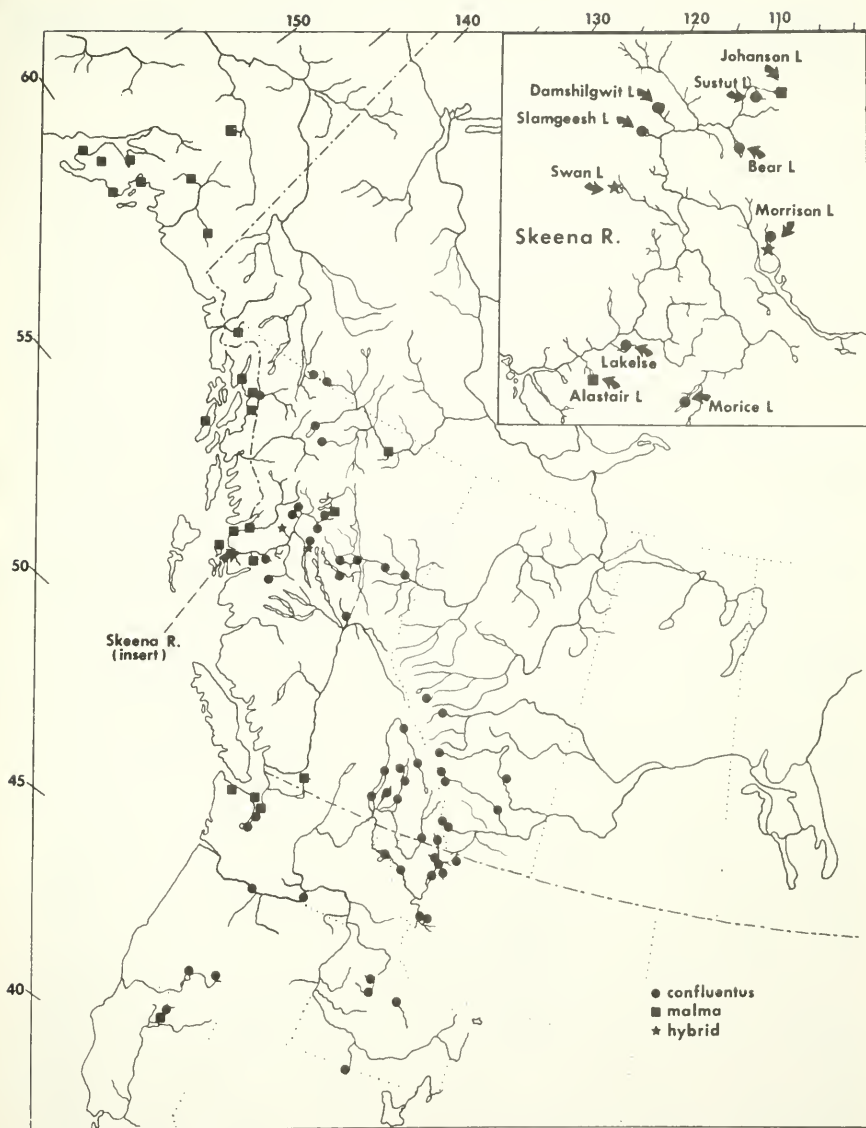 150
140
130
120
110
60
55
50
45
40
Johanson L
Sustut L
Damshilgwit L
Slamgeesh L
Bear L
Swan L
Morrison L
Skeena R.
Lakelse
Alastair L
Morice L
Skeena R.
(insert)
confluentus
malma
hybrid